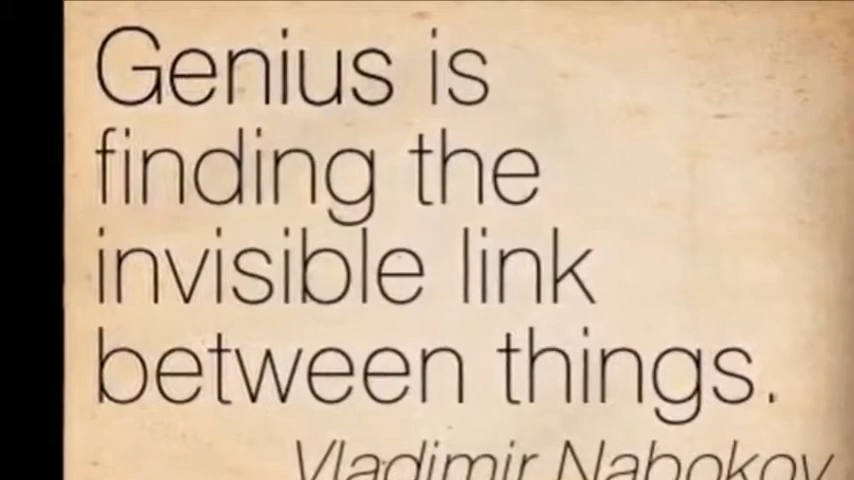 Genius is
finding the
invisible link
between things.
Vladimir Nabokov